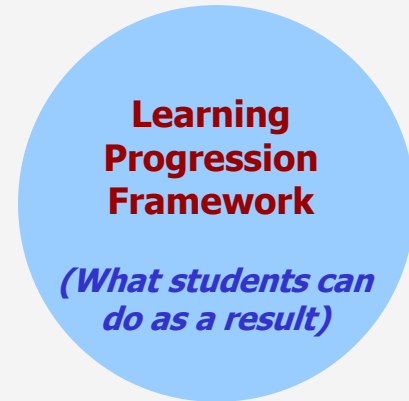 Learning
Progression
Framework
(What students can
do as a result)